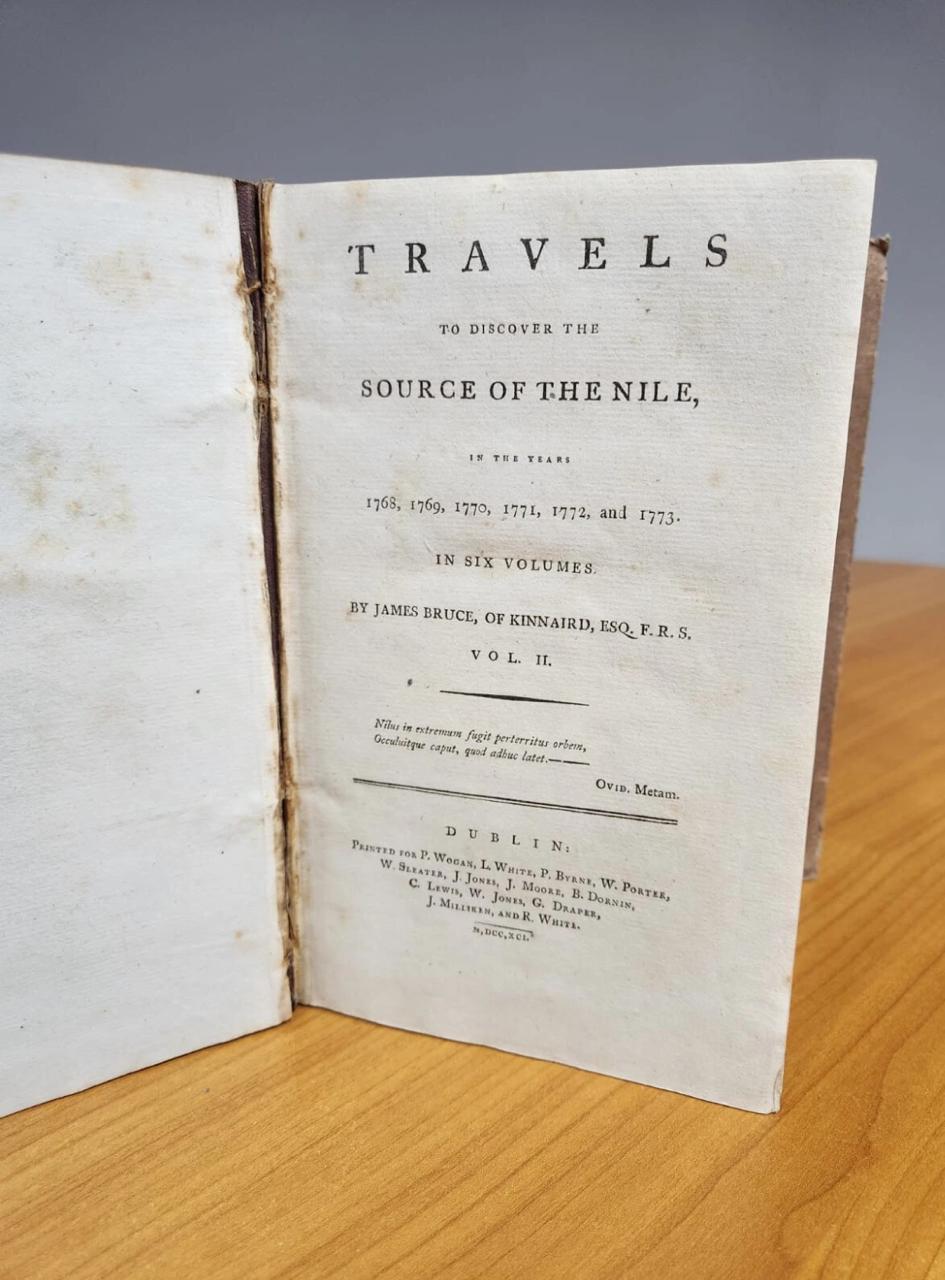 TRAVELS
TO DISCOVER THE
SOURCE OF THE NILE,
IN THE YEARS
1768, 1769, 1770, 1771, 1772, and 1773.
IN SIX VOLUMES.
BY JAMES BRUCE, OF KINNAIRD, ESQ. F. R. S.
VOL. II.
Nilus in extremum fugit perterritus orbem,
Occuluitque caput, quod adhuc latet.——
OVID. Metam.
DUBLIN:
PRINTED FOR P. WOGAN, L. WHITE, P. BYRNE, W. PORTER,
W. SLEATER, J. JONES, J. MOORE, B. DORNIN,
C. LEWIS, W. JONES, G. DRAPER,
J. MILLIKEN, AND R. WHITE.
M,DCC,XCI.